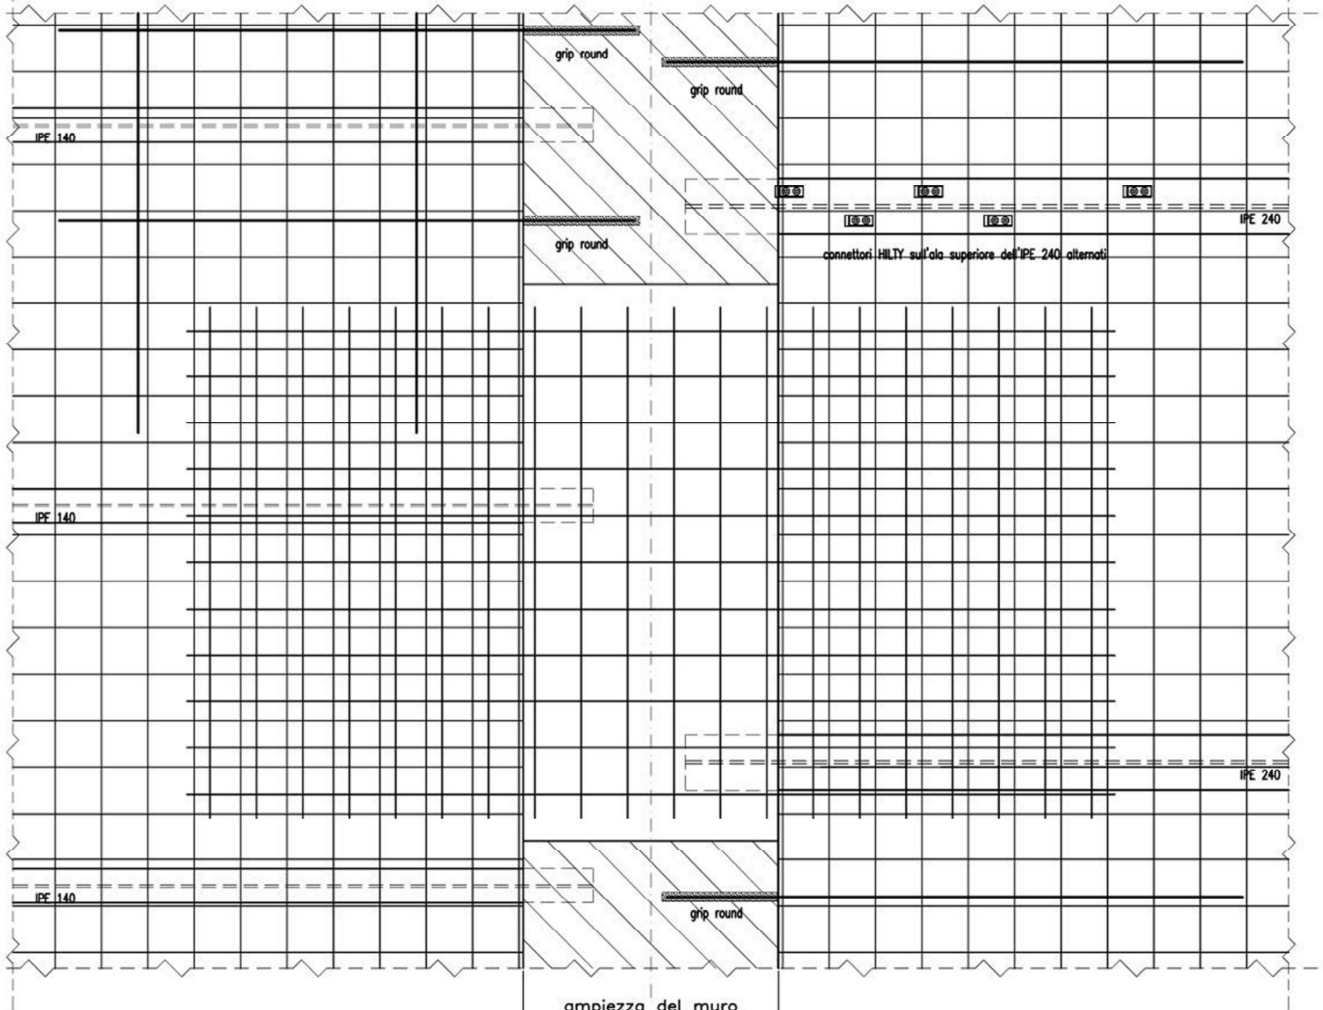 grip round
grip round
IPE 140
IPE 240
grip round
connettori HILTY sull'ala superiore dell'IPE 240 alternati
IPE 140
IPE 240
IPE 140
grip round
ampiezza del muro